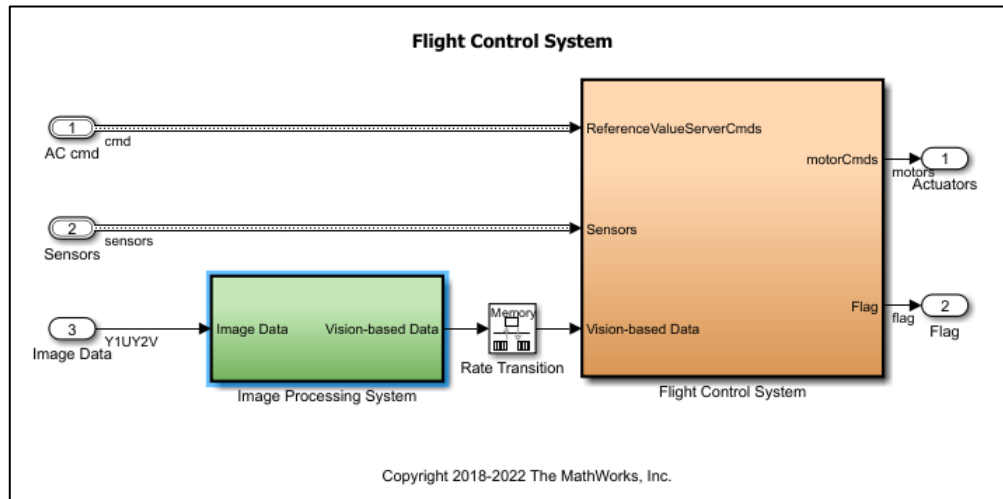 Flight Control System
1
cmd
AC cmd
ReferenceValueServerCmds
motorCmds
1
motors
Actuators
2
sensors
Sensors
Sensors
3
Y1UY2V
Image Data
Image Data
Vision-based Data
Image Processing System
Memory
Rate Transition
Vision-based Data
Flag
2
flag
Flag
Flight Control System
Copyright 2018-2022 The MathWorks, Inc.